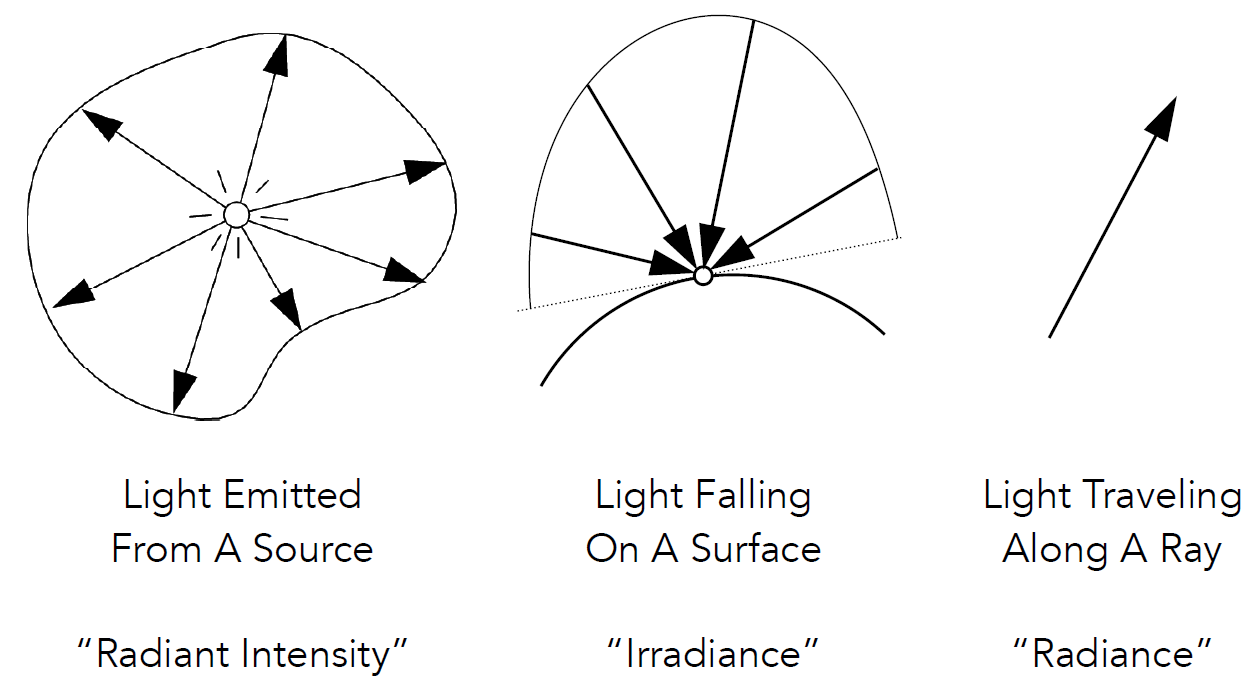 Light Emitted
From A Source
“Radiant Intensity”
Light Falling
On A Surface
“Irradiance”
Light Traveling
Along A Ray
“Radiance”